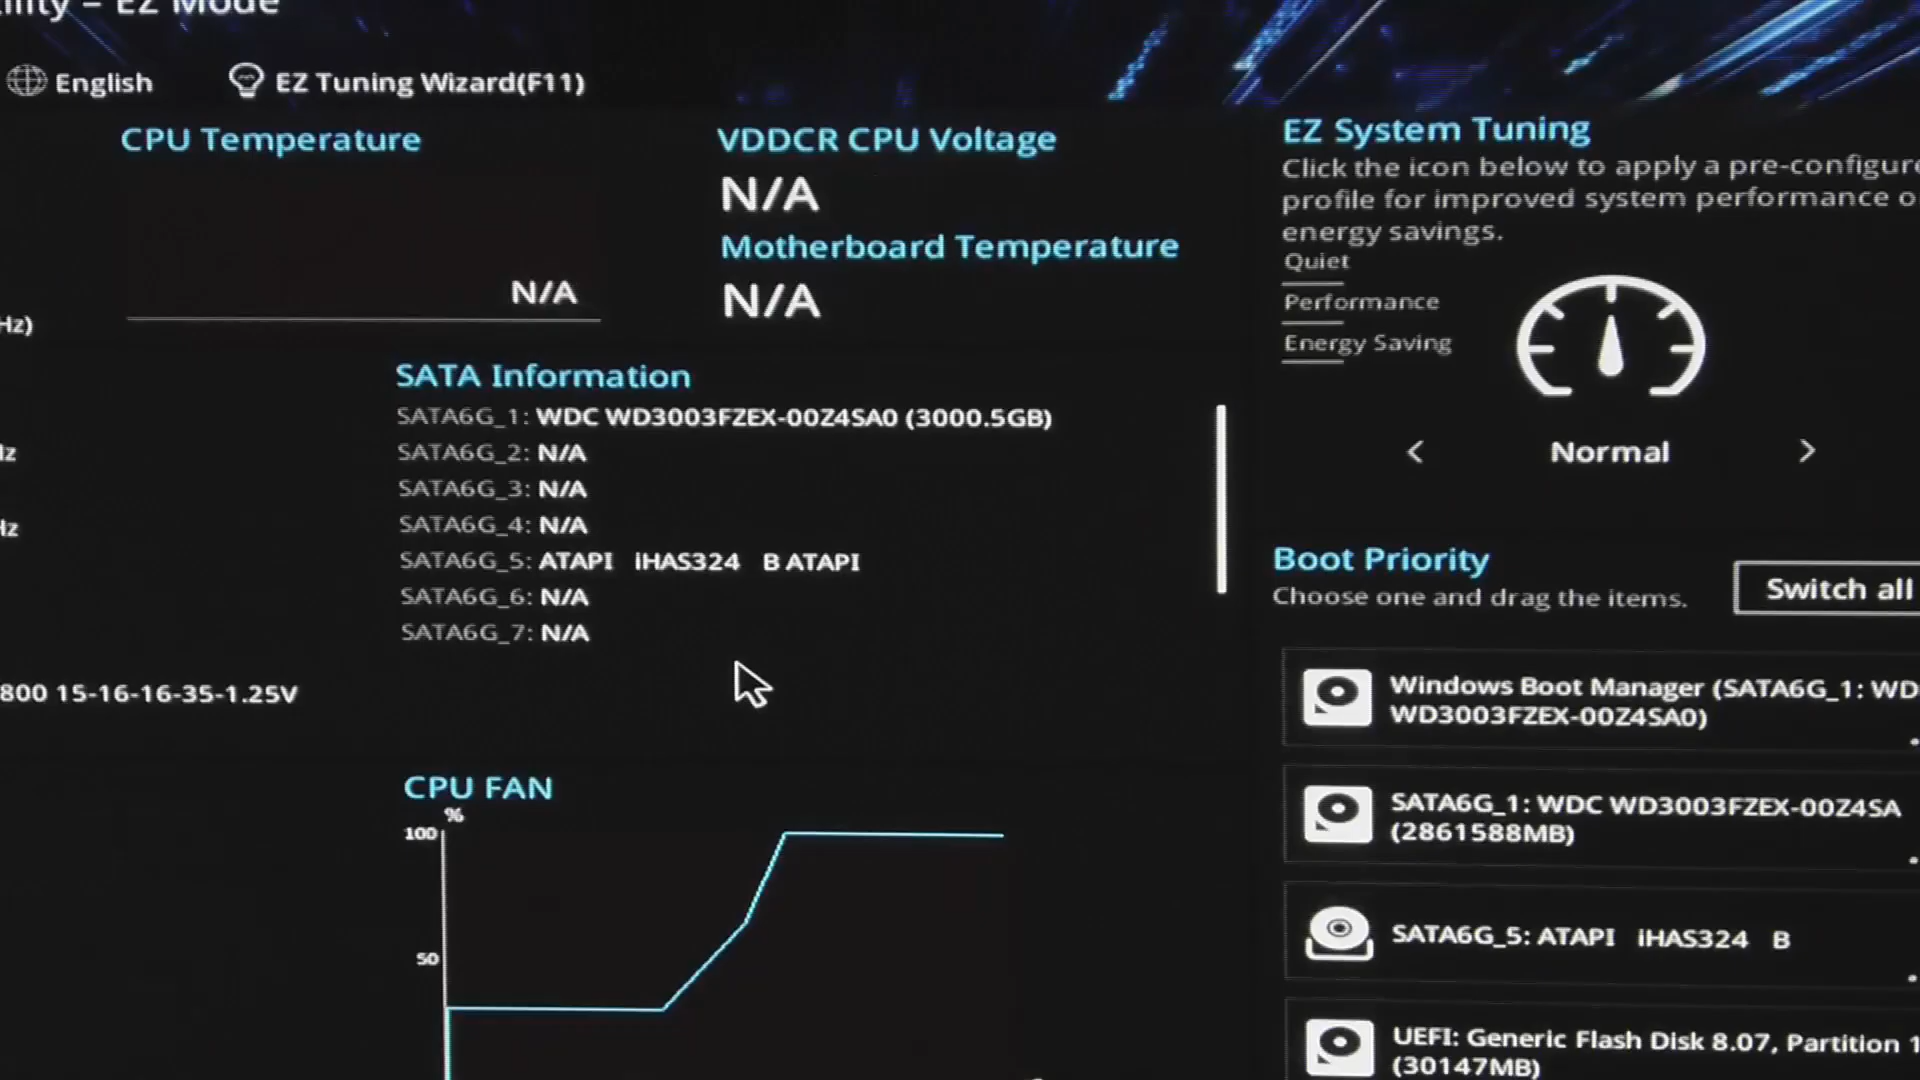 – EZ Mode
English
EZ Tuning Wizard(F11)
CPU Temperature
N/A
VDDCR CPU Voltage
N/A
Motherboard Temperature
N/A
EZ System Tuning
Click the icon below to apply a
profile for improved system performance
energy savings.
Quiet
Performance
Energy Saving
Normal
Hz)
SATA Information
SATA6G_1: WDC WD3003FZEX-00Z4SA0 (3000.5GB)
SATA6G_2: N/A
SATA6G_3: N/A
SATA6G_4: N/A
SATA6G_5: ATAPI iHAS324 B ATAPI
SATA6G_6: N/A
SATA6G_7: N/A
800 15-16-16-35-1.25V
Boot Priority
Choose one and drag the items.
Switch all
Windows Boot Manager (SATA6G_1: WD
WD3003FZEX-00Z4SA0)
SATA6G_1: WDC WD3003FZEX-00Z4SA
(2861588MB)
SATA6G_5: ATAPI iHAS324 B
UEFI: Generic Flash Disk 8.07, Partition 1
(30147MB)
CPU FAN
%
100
50